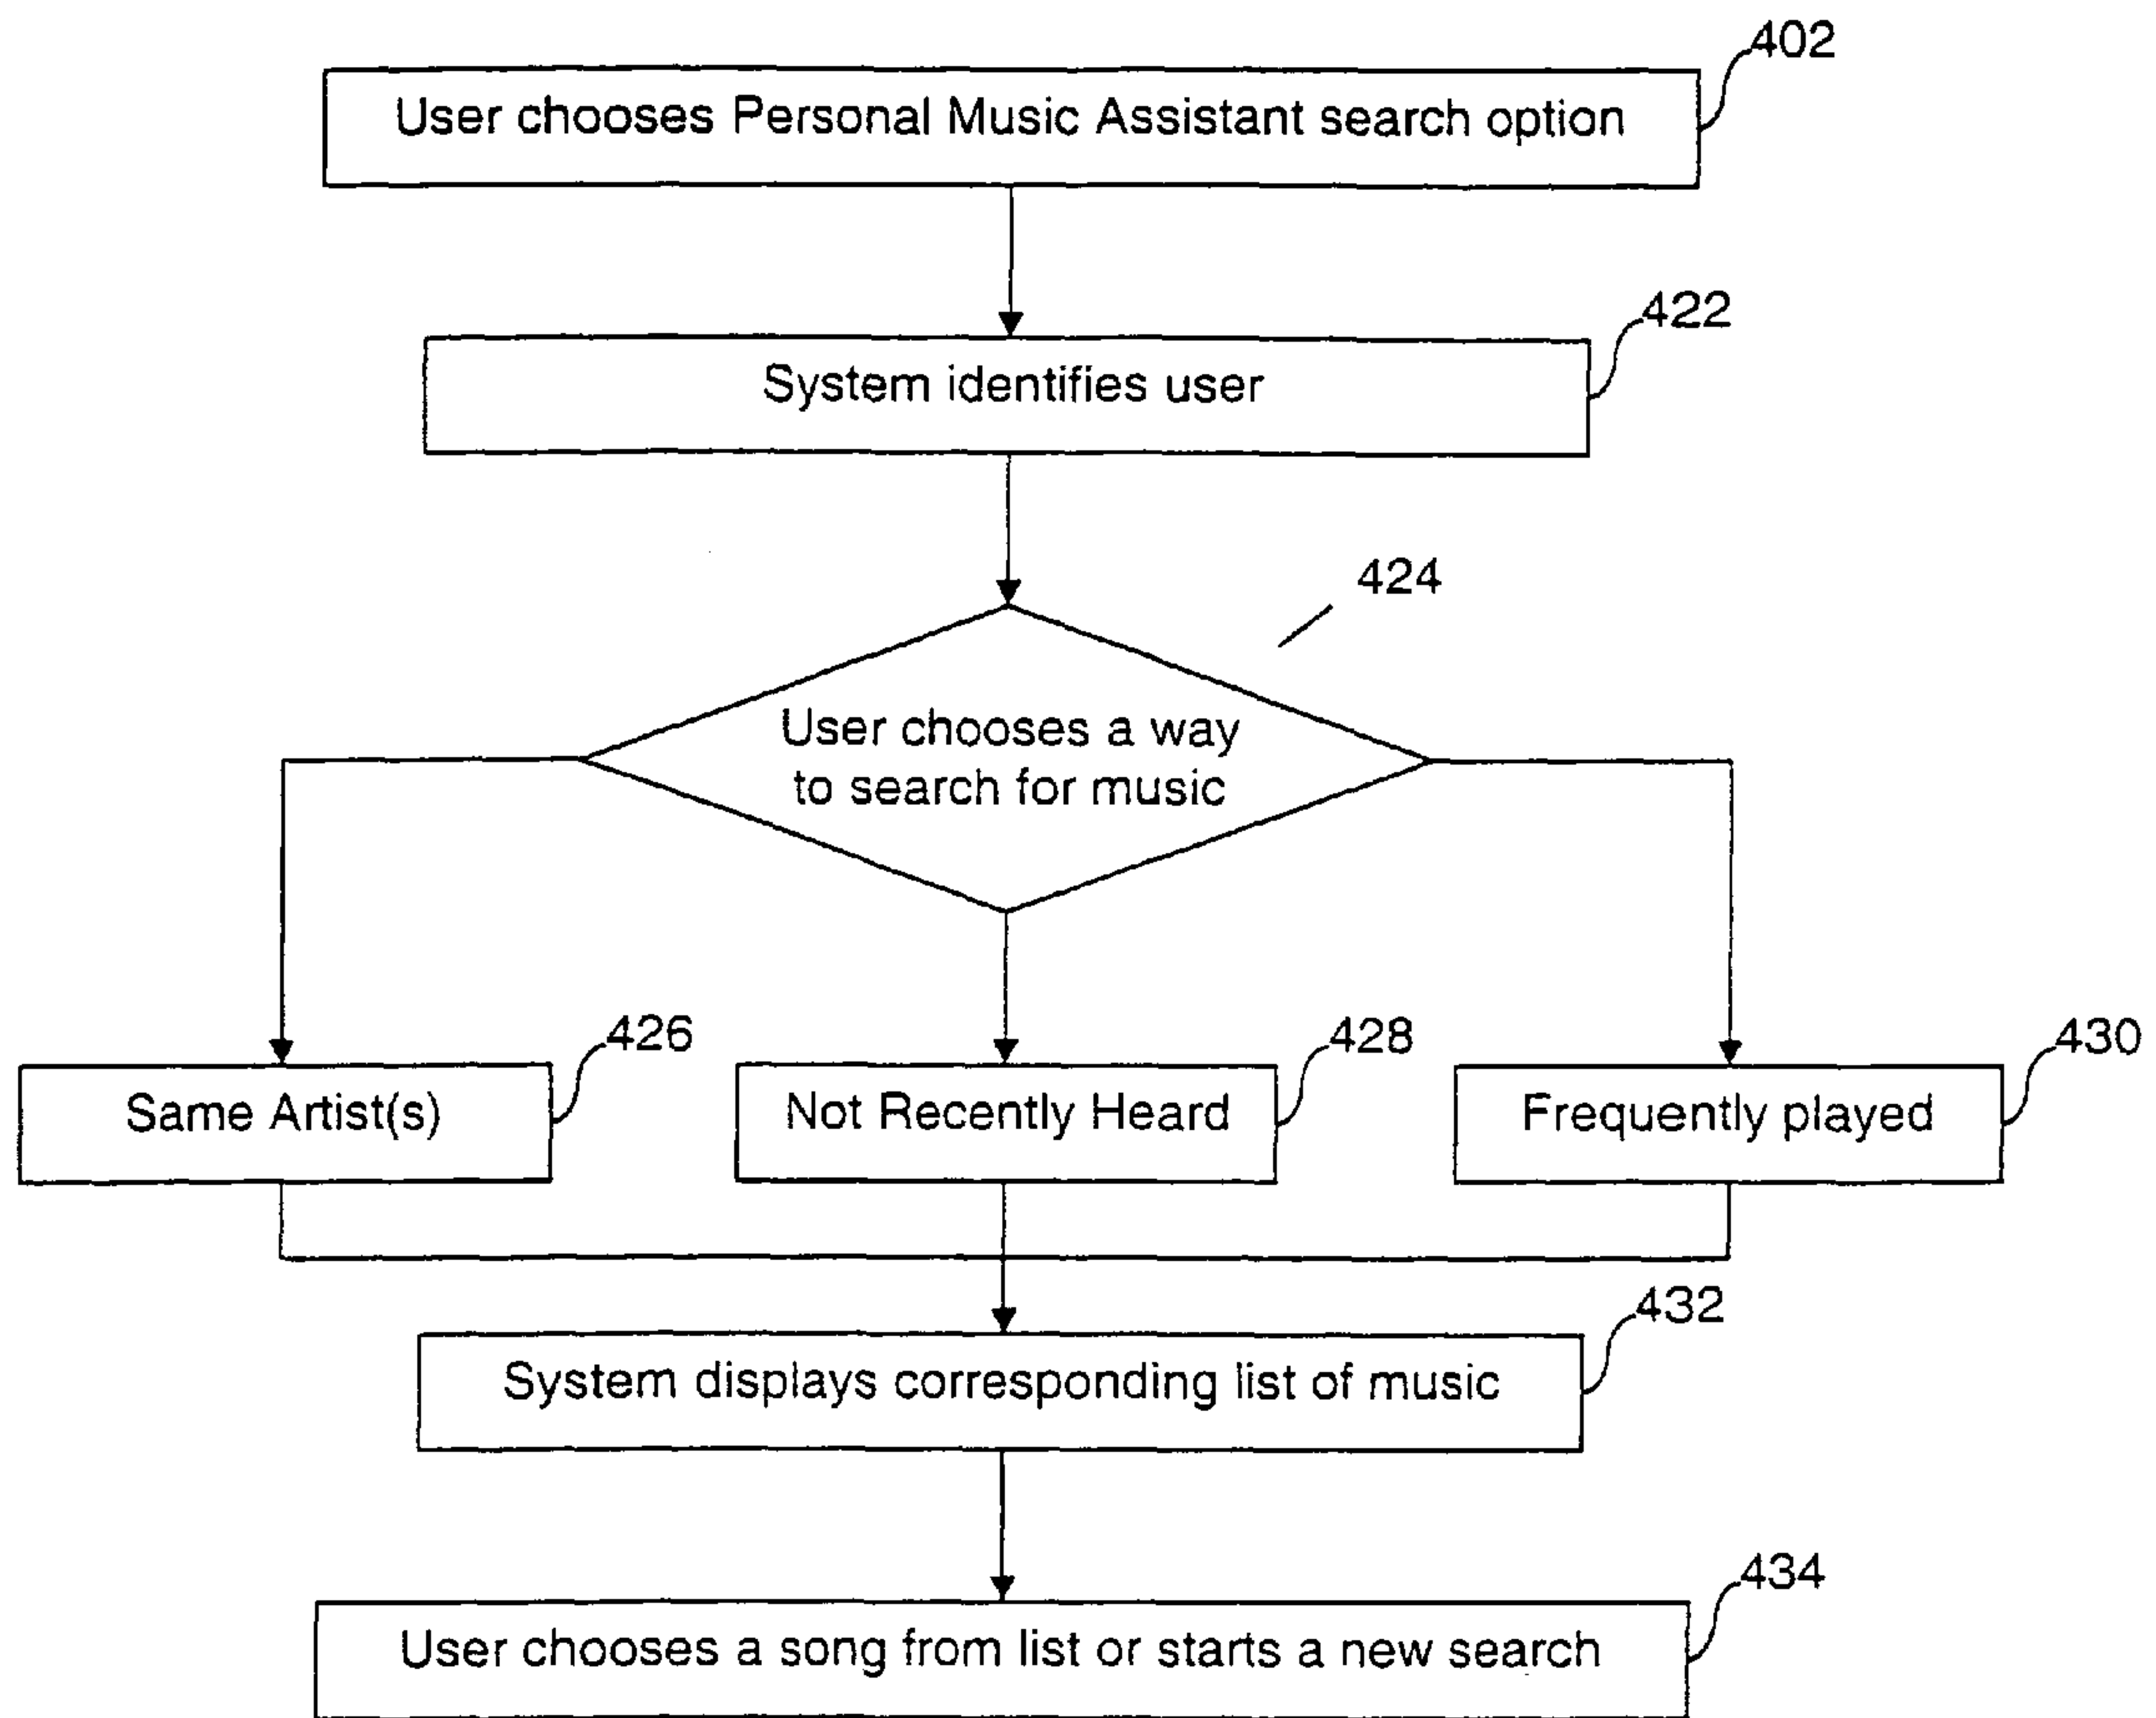 402
User chooses Personal Music Assistant search option
422
System identifies user
424
User chooses a way
to search for music
426
Same Artist(s)
428
Not Recently Heard
430
Frequently played
432
System displays corresponding list of music
434
User chooses a song from list or starts a new search